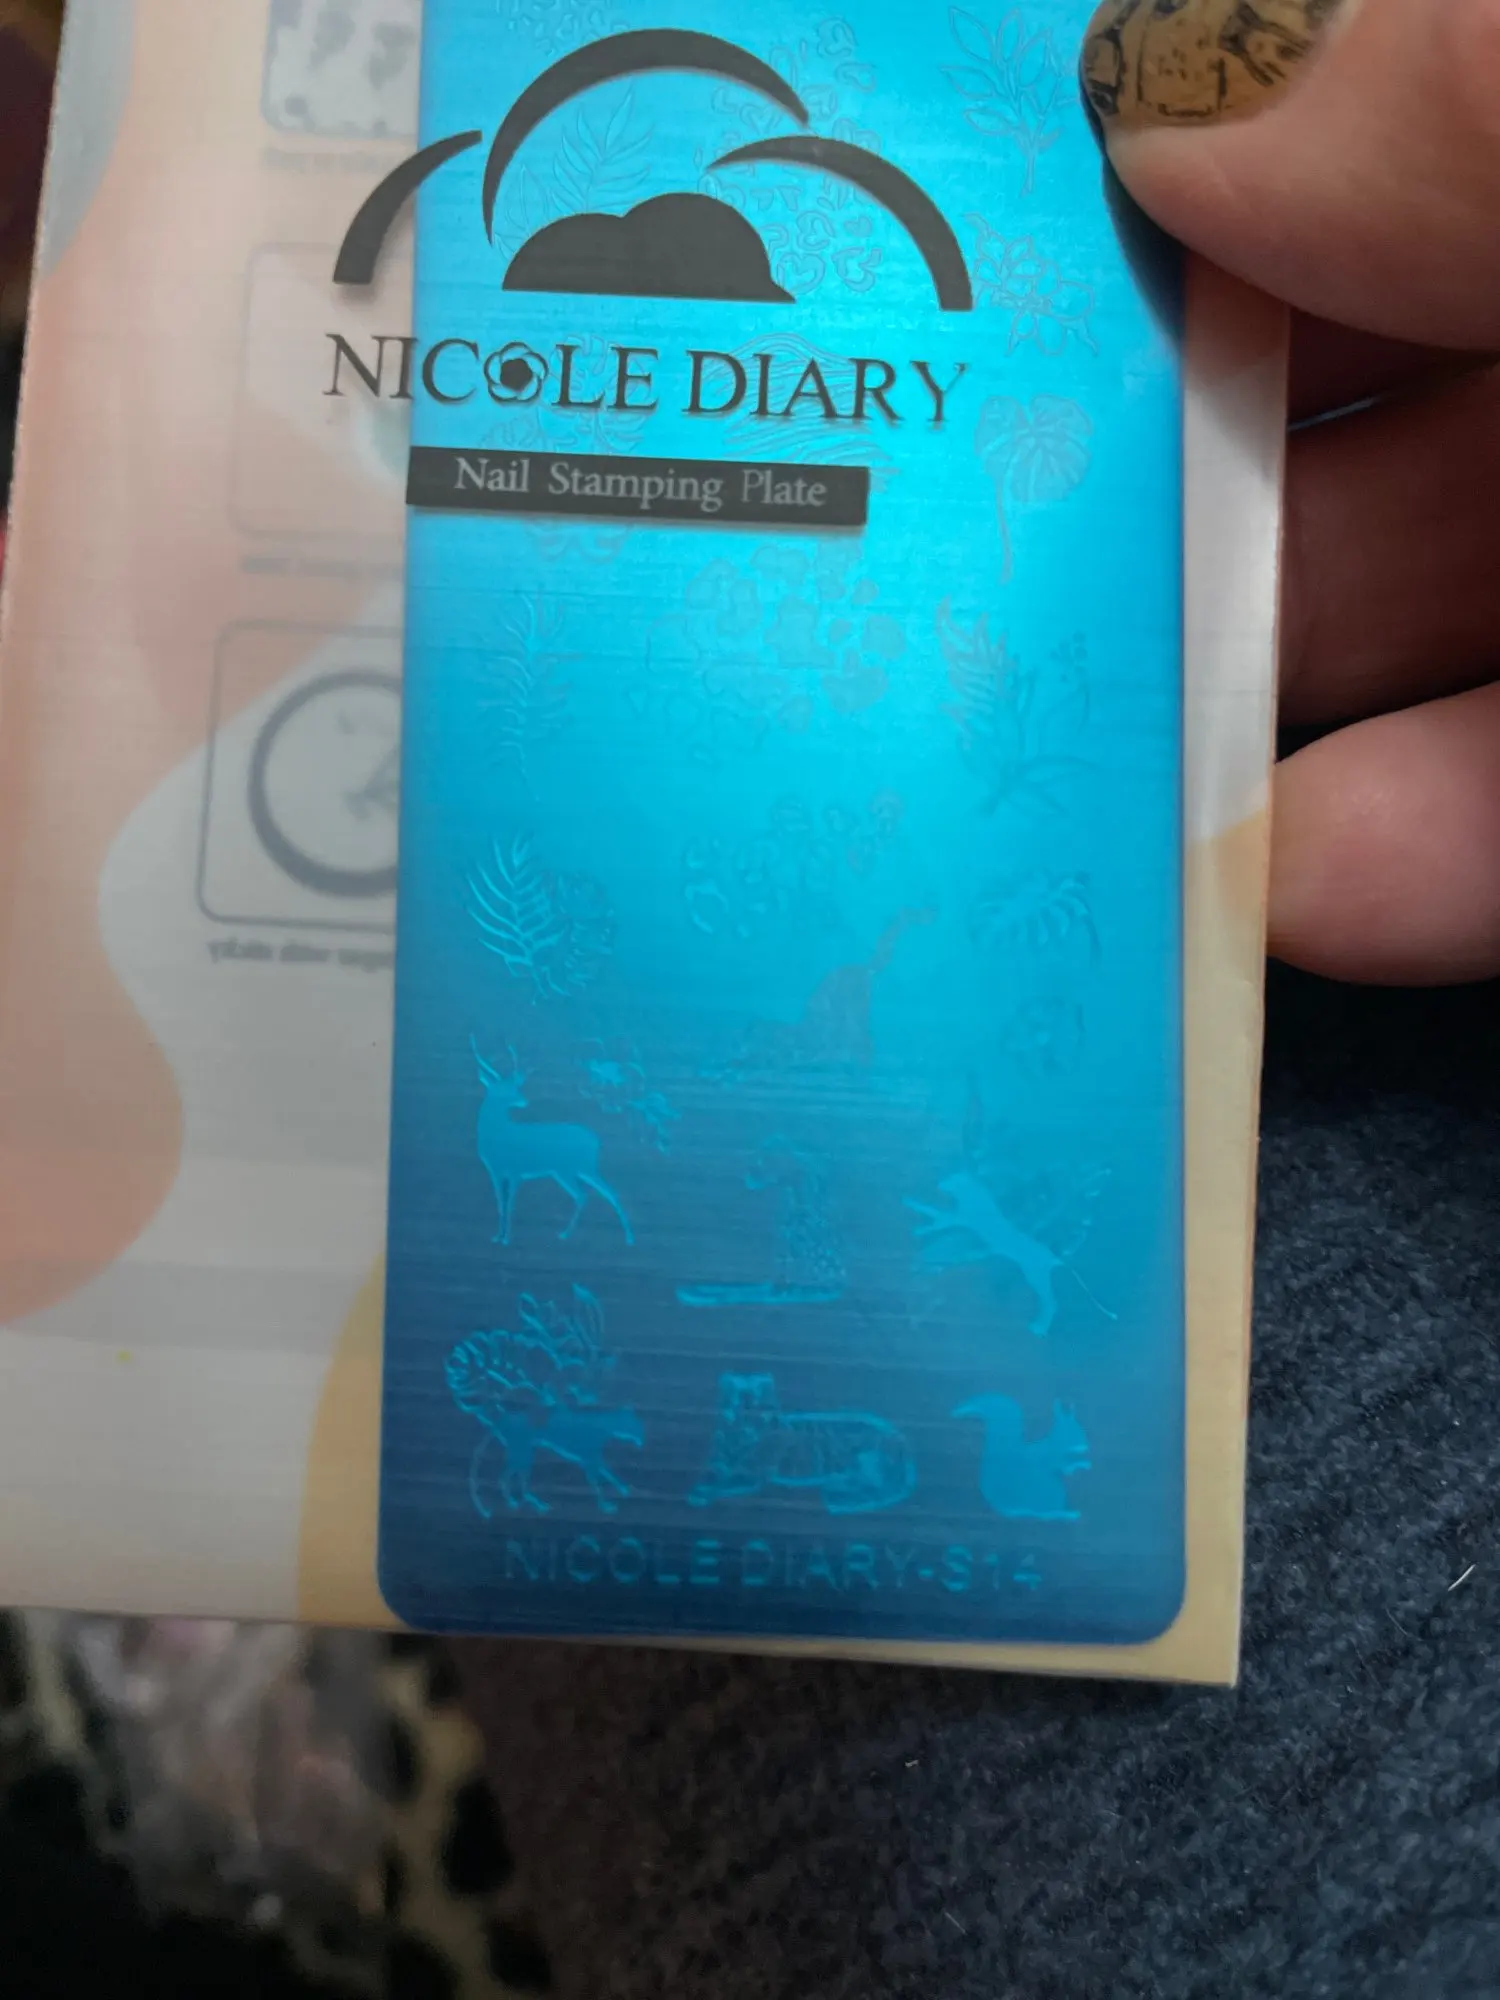 NICOLE DIARY
Nail Stamping Plate
NICOLE DIARY-S14